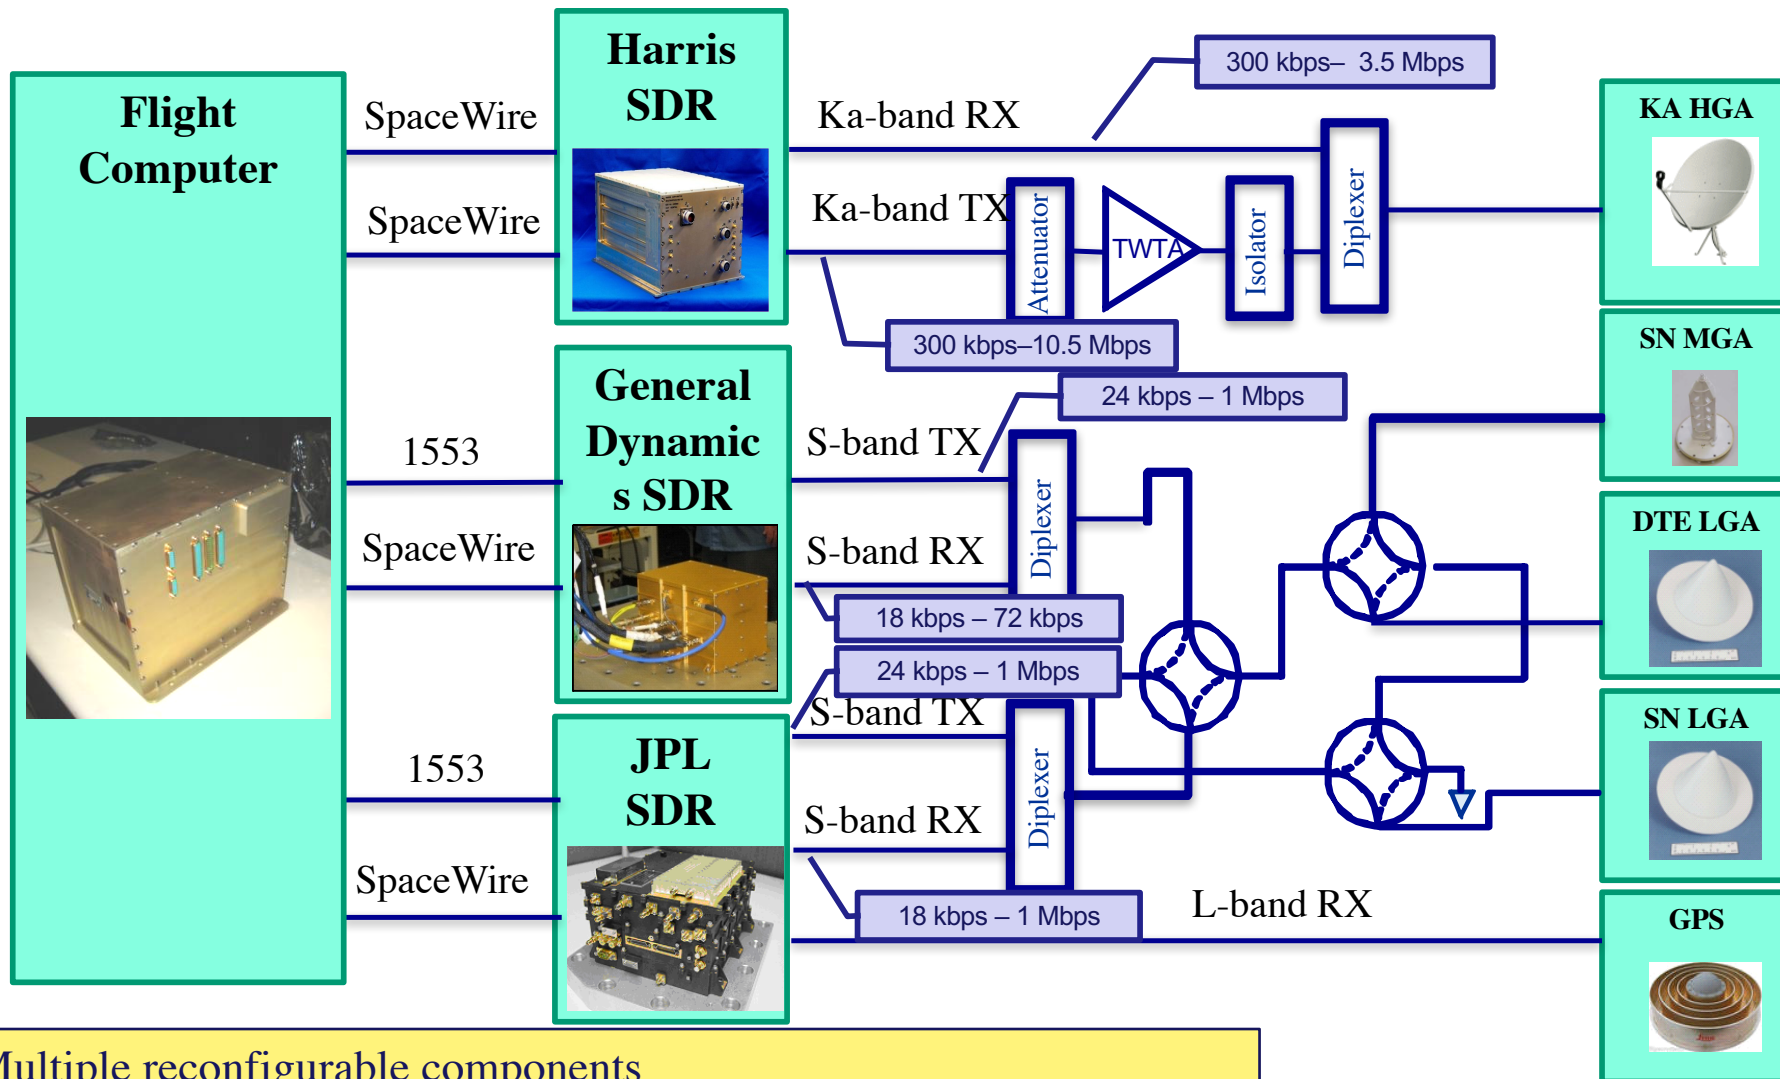 Flight
Computer
SpaceWire
SpaceWire
1553
SpaceWire
1553
SpaceWire
Harris
SDR
General
Dynamic
s SDR
JPL
SDR
Ka-band RX
300 kbps– 3.5 Mbps
Ka-band TX
Attenuator
TWTA
Isolator
Diplexer
300 kbps–10.5 Mbps
24 kbps – 1 Mbps
S-band TX
Diplexer
S-band RX
18 kbps – 72 kbps
24 kbps – 1 Mbps
S-band TX
Diplexer
S-band RX
18 kbps – 1 Mbps
L-band RX
KA HGA
SN MGA
DTE LGA
SN LGA
GPS
Multiple reconfigurable components